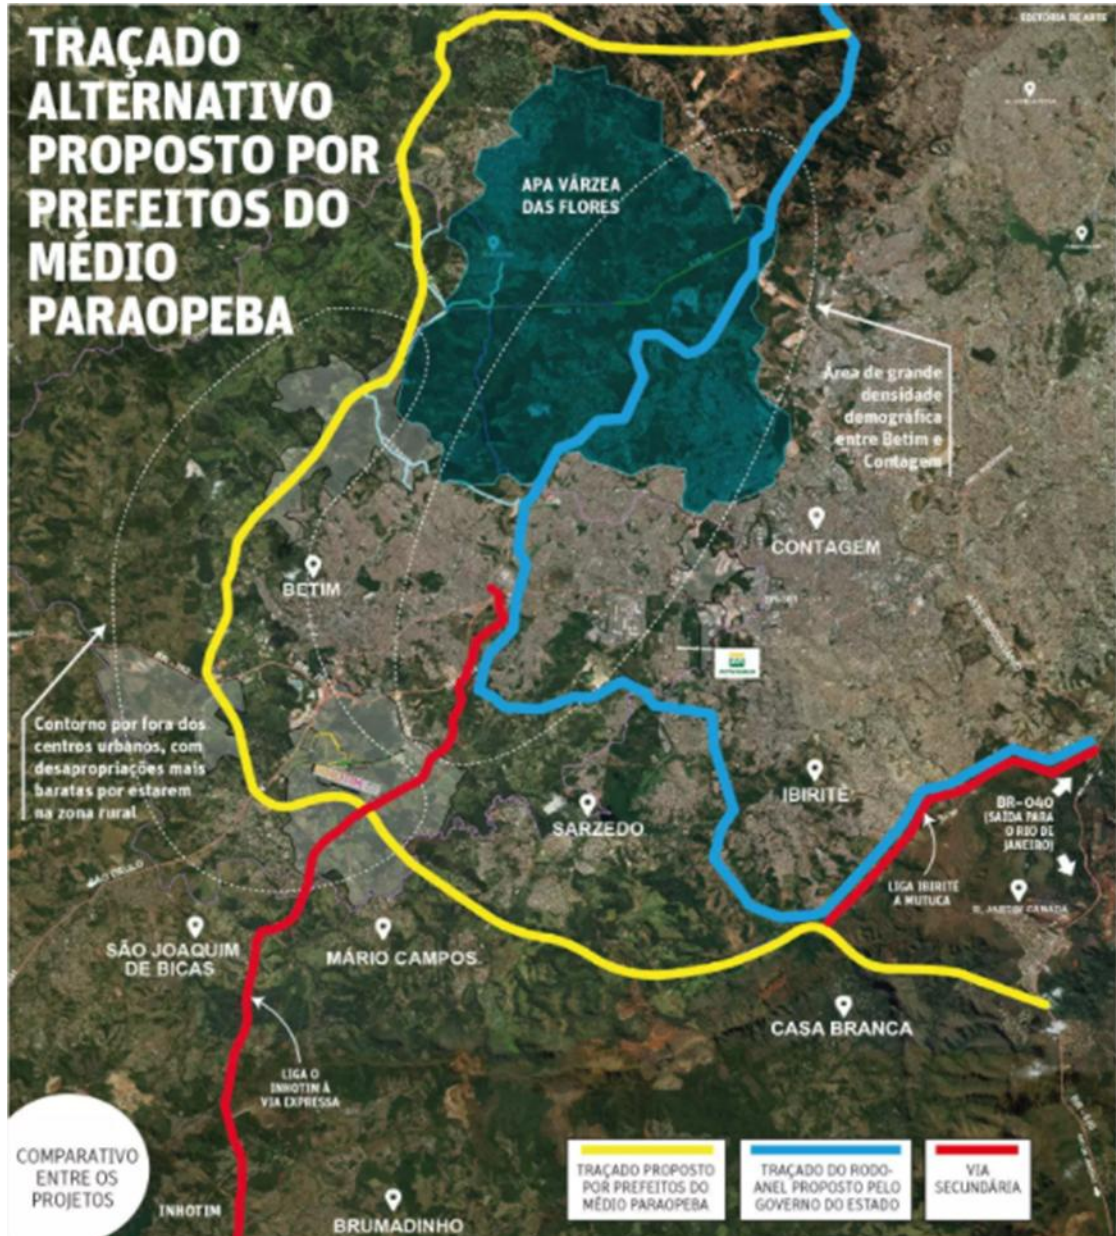 EDITORIA DE ARTE
TRAÇADO
ALTERNATIVO
PROPOSTO POR
PREFEITOS DO
MÉDIO
PARAOPEBA
APA VÁRZEA
DAS FLORES
Área de grande
densidade
demográfica
entre Betim e
Contagem
CONTAGEM
BETIM
Contorno por fora dos
centros urbanos, com
desapropriações mais
baratas por estarem
na zona rural
IBIRITÉ
SARZEDO
BR-040
(SAÍDA PARA
O RIO DE
JANEIRO)
LIGA IBIRITÉ
A MUTUCA
JARDIM CANADÁ
SÃO PAULO
SÃO JOAQUIM
DE BICAS
MÁRIO CAMPOS
CASA BRANCA
LIGA O
INHOTIM À
VIA EXPRESSA
COMPARATIVO
ENTRE OS
PROJETOS
INHOTIM
BRUMADINHO
TRAÇADO PROPOSTO
POR PREFEITOS DO
MÉDIO PARAOPEBA
TRAÇADO DO RODO-
ANEL PROPOSTO PELO
GOVERNO DO ESTADO
VIA
SECUNDÁRIA